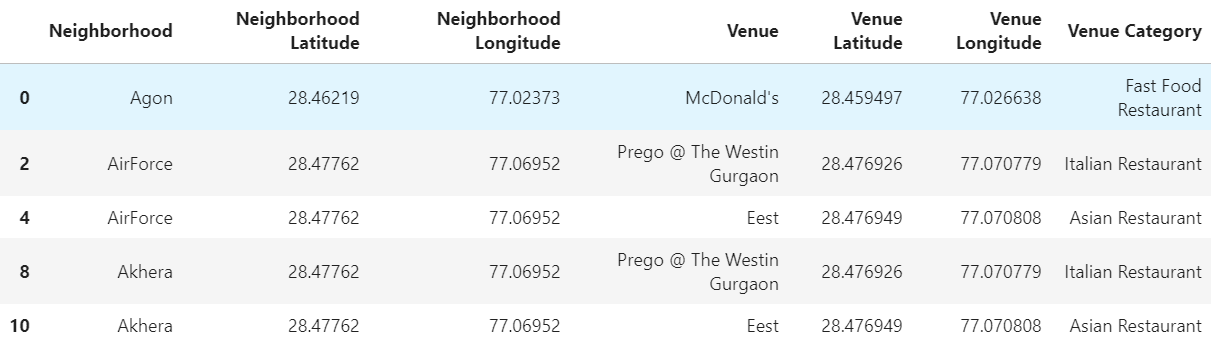 Neighborhood Neighborhood Latitude Neighborhood Longitude Venue Venue Latitude Venue Longitude Venue Category
0 Agon 28.46219 77.02373 McDonald's 28.459497 77.026638 Fast Food Restaurant
2 AirForce 28.47762 77.06952 Prego @ The Westin Gurgaon 28.476926 77.070779 Italian Restaurant
4 AirForce 28.47762 77.06952 Eest 28.476949 77.070808 Asian Restaurant
8 Akhera 28.47762 77.06952 Prego @ The Westin Gurgaon 28.476926 77.070779 Italian Restaurant
10 Akhera 28.47762 77.06952 Eest 28.476949 77.070808 Asian Restaurant